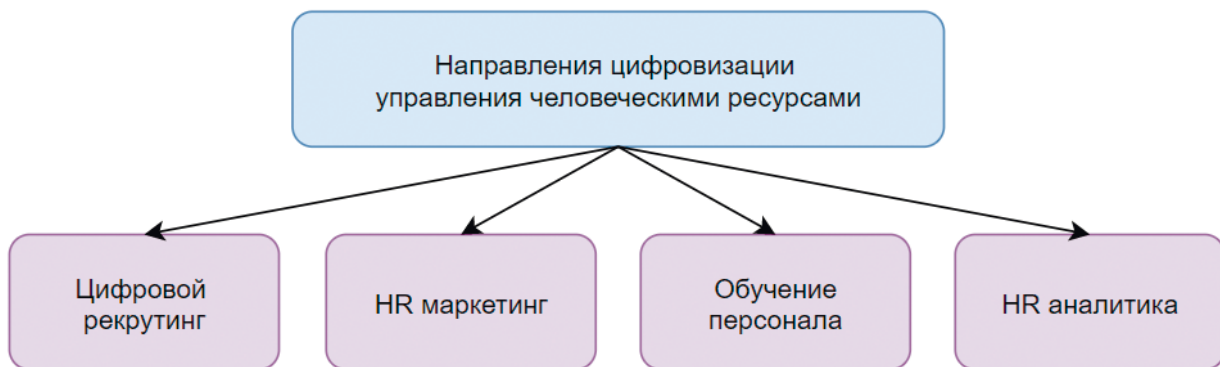 Направления цифровизации
управления человеческими ресурсами
Цифровой
рекрутинг
HR маркетинг
Обучение
персонала
HR аналитика